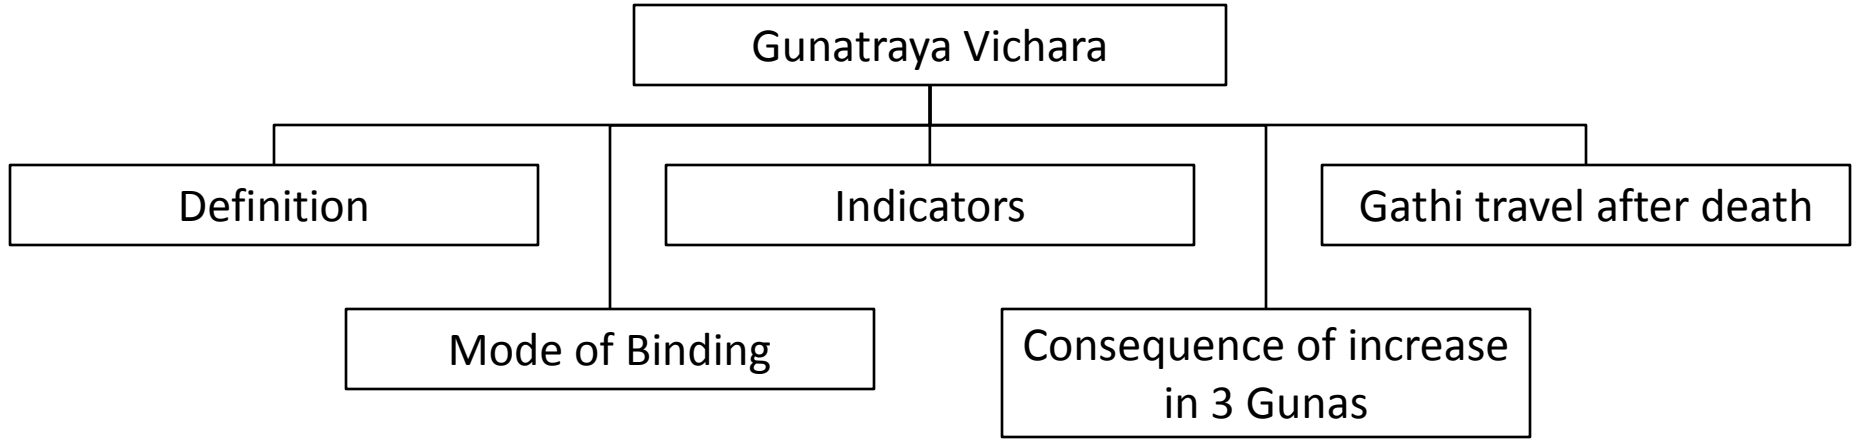 Gunatraya Vichara
Definition
Indicators
Gathi travel after death
Mode of Binding
Consequence of increase
in 3 Gunas